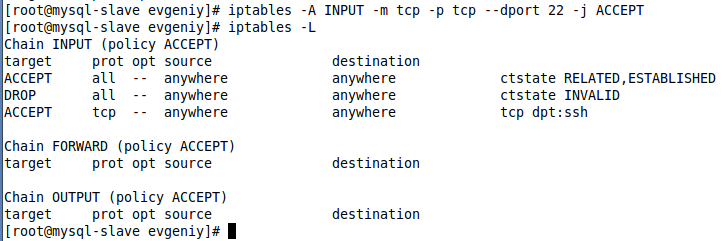 [root@mysql-slave evgeniy]# iptables -A INPUT -m tcp -p tcp --dport 22 -j ACCEPT
[root@mysql-slave evgeniy]# iptables -L
Chain INPUT (policy ACCEPT)
target     prot opt source               destination
ACCEPT     all  --  anywhere             anywhere             ctstate RELATED,ESTABLISHED
DROP       all  --  anywhere             anywhere             ctstate INVALID
ACCEPT     tcp  --  anywhere             anywhere             tcp dpt:ssh

Chain FORWARD (policy ACCEPT)
target     prot opt source               destination

Chain OUTPUT (policy ACCEPT)
target     prot opt source               destination
[root@mysql-slave evgeniy]#